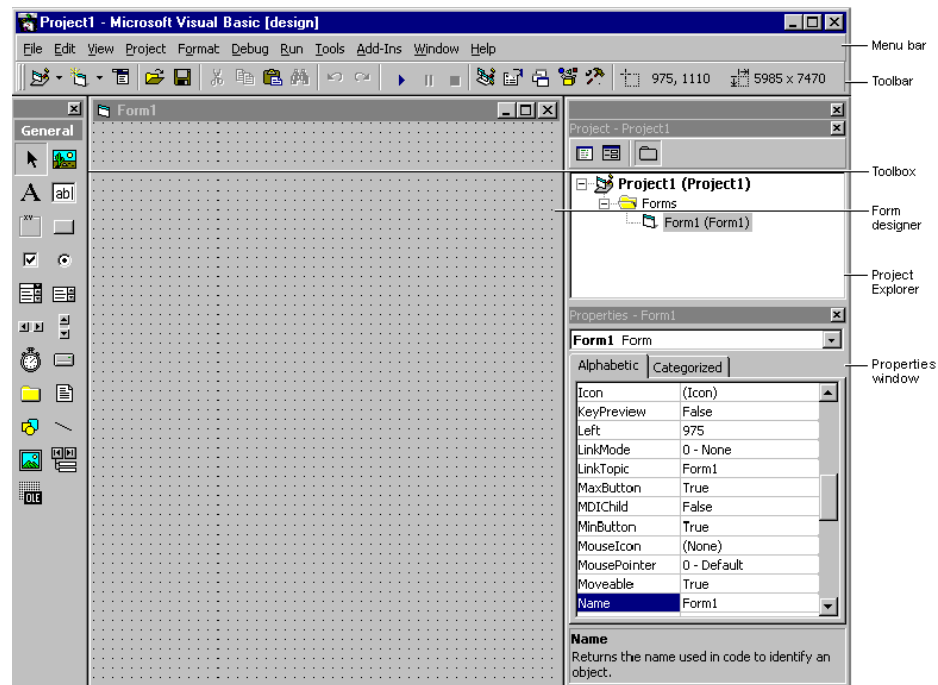 Project1 - Microsoft Visual Basic [design]
File Edit View Project Format Debug Run Tools Add-Ins Window Help
Menu bar
975, 1110 5985 x 7470
Toolbar
General
Form1
Project - Project1
A ab|
XY
Project1 (Project1)
Forms
Form1 (Form1)
Toolbox
Form
designer
Project
Explorer
Properties - Form1
Form1 Form
Alphabetic Categorized
Properties
window
Icon (Icon)
KeyPreview False
Left 975
LinkMode 0 - None
LinkTopic Form1
MaxButton True
MDIChild False
MinButton True
MouseIcon (None)
MousePointer 0 - Default
Moveable True
Name Form1
OLE
Name
Returns the name used in code to identify an
object.